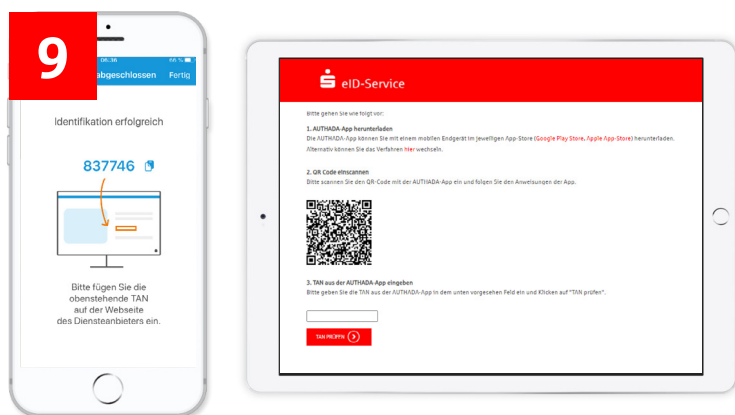 9
06:36
66 %
abgeschlossen Fertig
Identifikation erfolgreich
837746
Bitte fügen Sie die
obenstehende TAN
auf der Webseite
des Diensteanbieters ein.
eID-Service
Bitte gehen Sie wie folgt vor:
1. AUTHADA-App herunterladen
Die AUTHADA-App können Sie mit einem mobilen Endgerät im jeweiligen App-Store (Google Play Store, Apple App-Store) herunterladen.
Alternativ können Sie das Verfahren hier wechseln.
2. QR Code einscannen
Bitte scannen Sie den QR-Code mit der AUTHADA-App ein und folgen Sie den Anweisungen der App.
3. TAN aus der AUTHADA-App eingeben
Bitte geben Sie die TAN aus der AUTHADA-App in dem unten vorgesehen Feld ein und Klicken auf "TAN prüfen".
TAN PRÜFEN